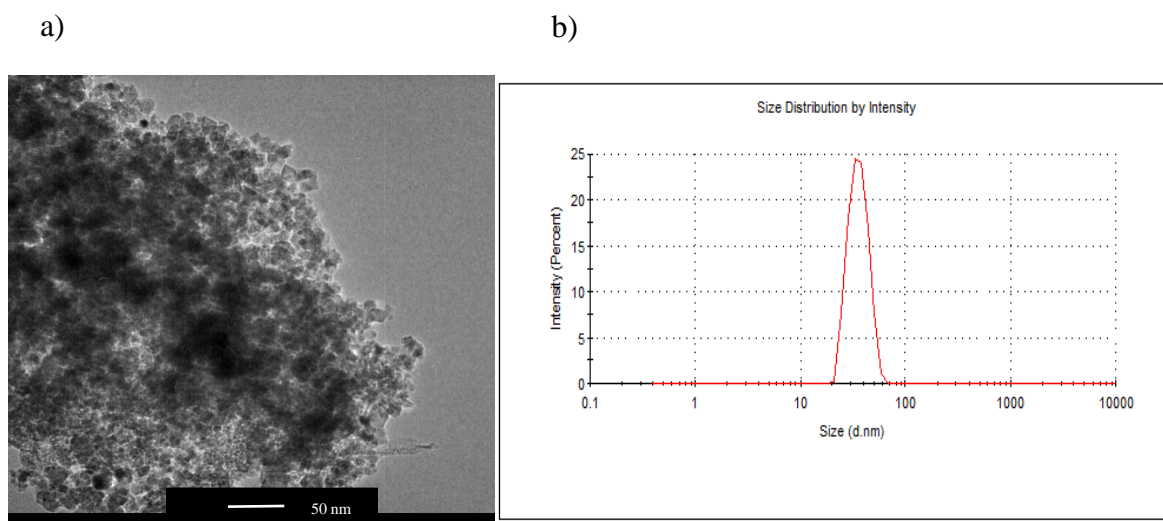 a)
b)
Size Distribution by Intensity
25
20
15
10
5
0
Intensity (Percent)
0.1 1 10 100 1000 10000
Size (d.nm)
50 nm